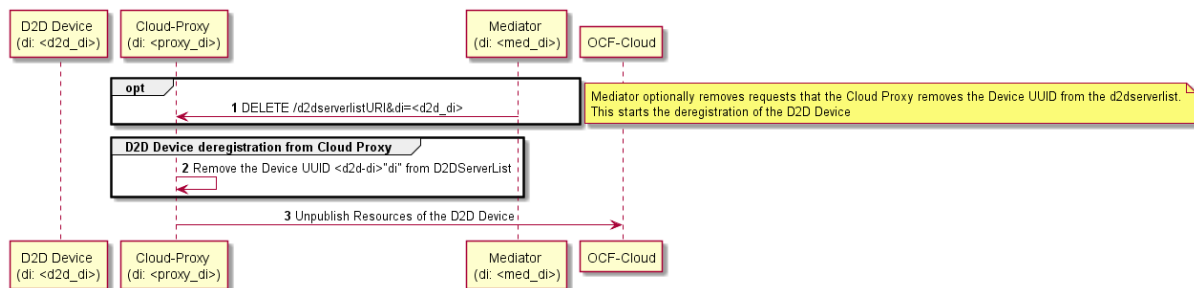 D2D Device
(di: <d2d_di>)
Cloud-Proxy
(di: <proxy_di>)
Mediator
(di: <med_di>)
OCF-Cloud
opt
1 DELETE /d2dserverlistURI&di=<d2d_di>
Mediator optionally removes requests that the Cloud Proxy removes the Device UUID from the d2dserverlist.
This starts the deregistration of the D2D Device
D2D Device deregistration from Cloud Proxy
2 Remove the Device UUID <d2d-di>"di" from D2DServerList
3 Unpublish Resources of the D2D Device
D2D Device
(di: <d2d_di>)
Cloud-Proxy
(di: <proxy_di>)
Mediator
(di: <med_di>)
OCF-Cloud